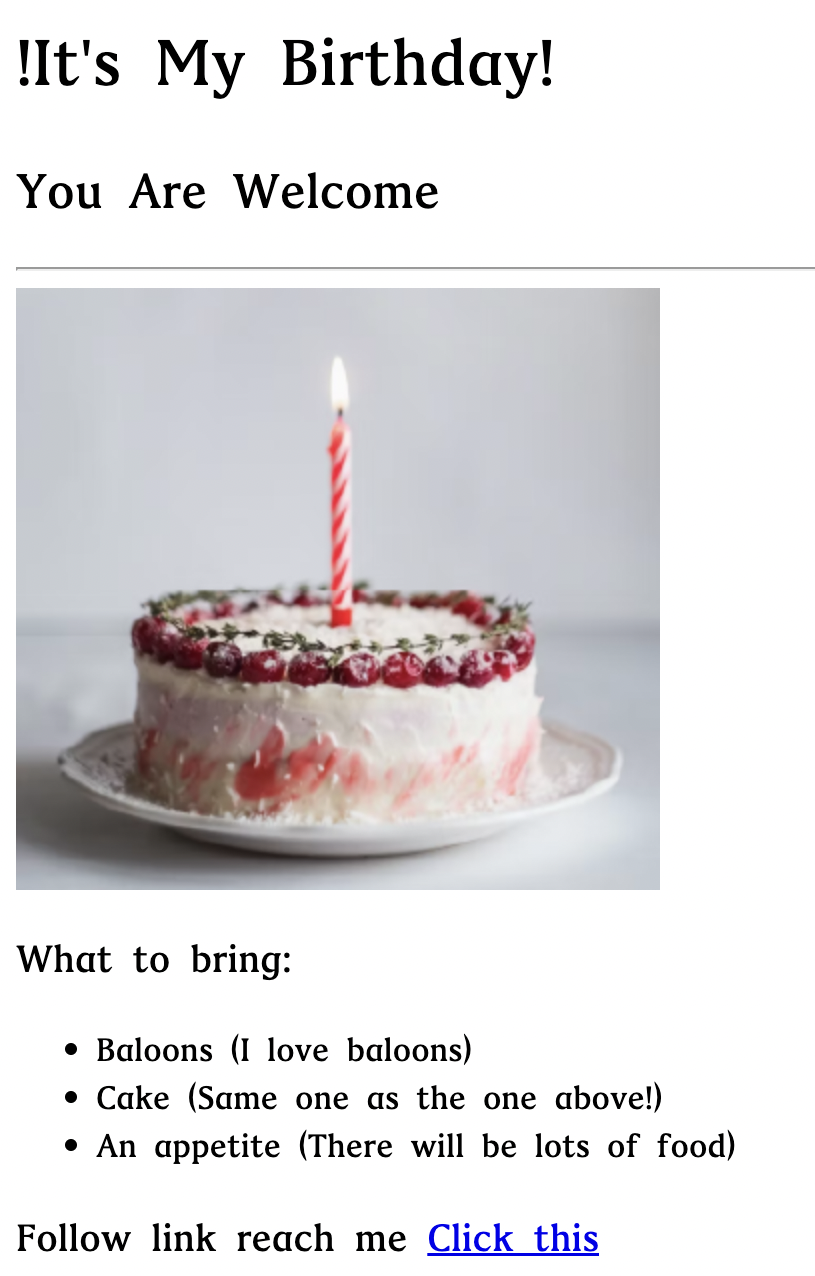 !It's My Birthday!
You Are Welcome
What to bring:
Baloons (I love baloons)
Cake (Same one as the one above!)
An appetite (There will be lots of food)
Follow link reach me Click this